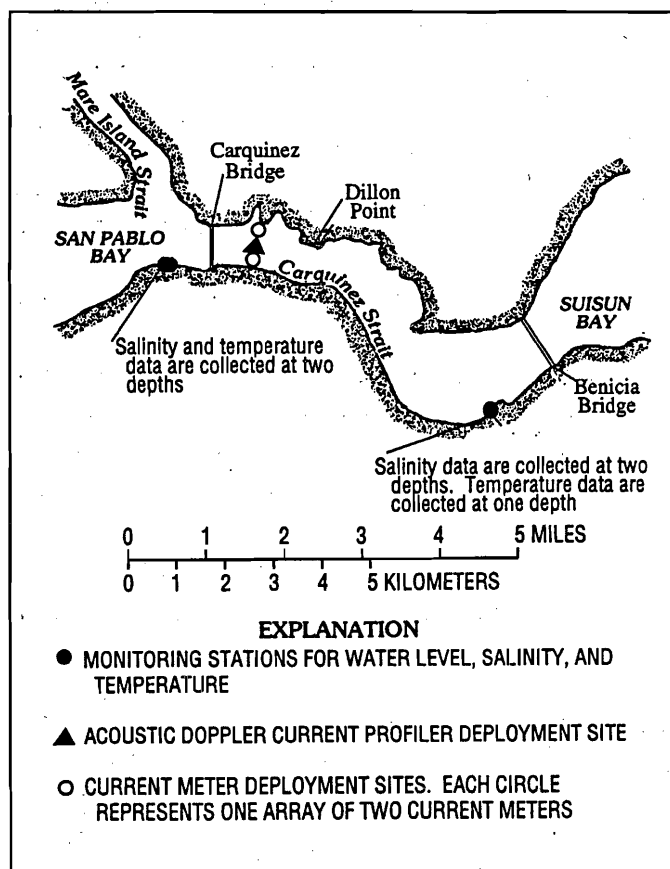 Mare Island Strait
Carquinez
Bridge
Dillon
Point
SAN PABLO
BAY
Carquinez Strait
SUISUN
BAY
Salinity and temperature
data are collected at two
depths
Benicia
Bridge
Salinity data are collected at two
depths. Temperature data are
collected at one depth
0 1 2 3 4 5 MILES
0 1 2 3 4 5 KILOMETERS
EXPLANATION
MONITORING STATIONS FOR WATER LEVEL, SALINITY, AND
TEMPERATURE
ACOUSTIC DOPPLER CURRENT PROFILER DEPLOYMENT SITE
CURRENT METER DEPLOYMENT SITES. EACH CIRCLE
REPRESENTS ONE ARRAY OF TWO CURRENT METERS